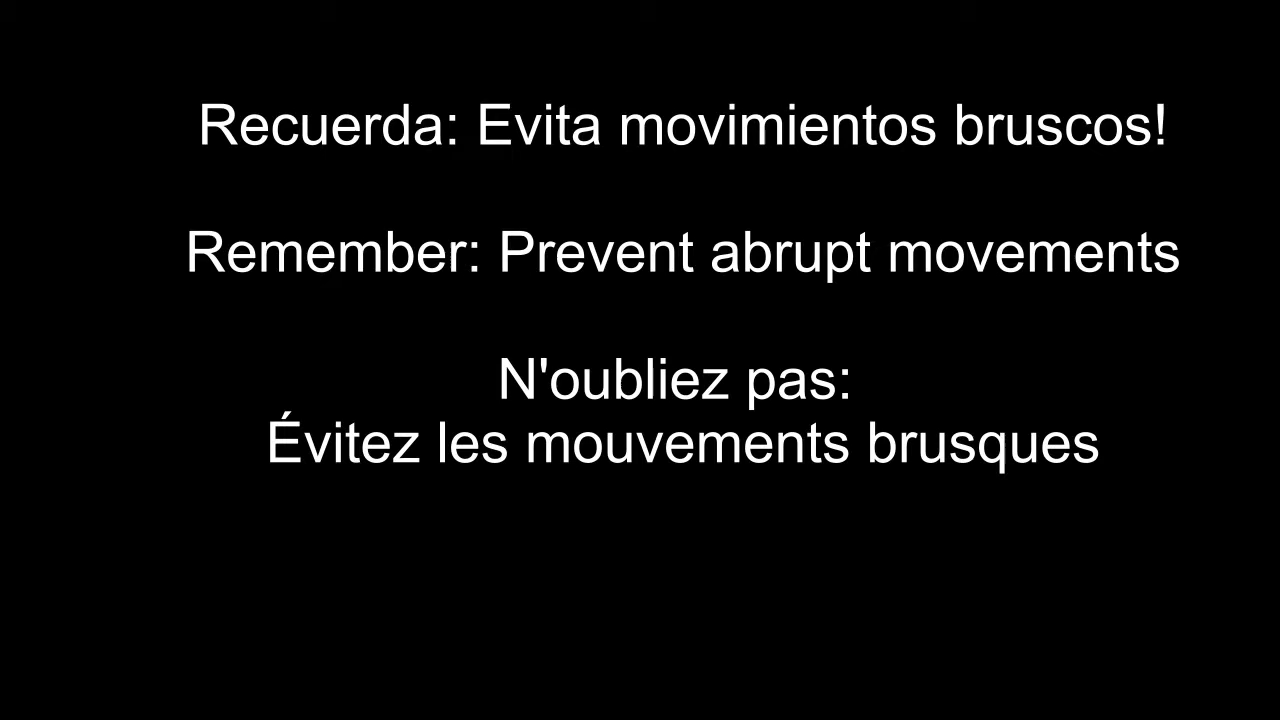 Recuerda: Evita movimientos bruscos!
Remember: Prevent abrupt movements
N'oubliez pas:
Évitez les mouvements brusques